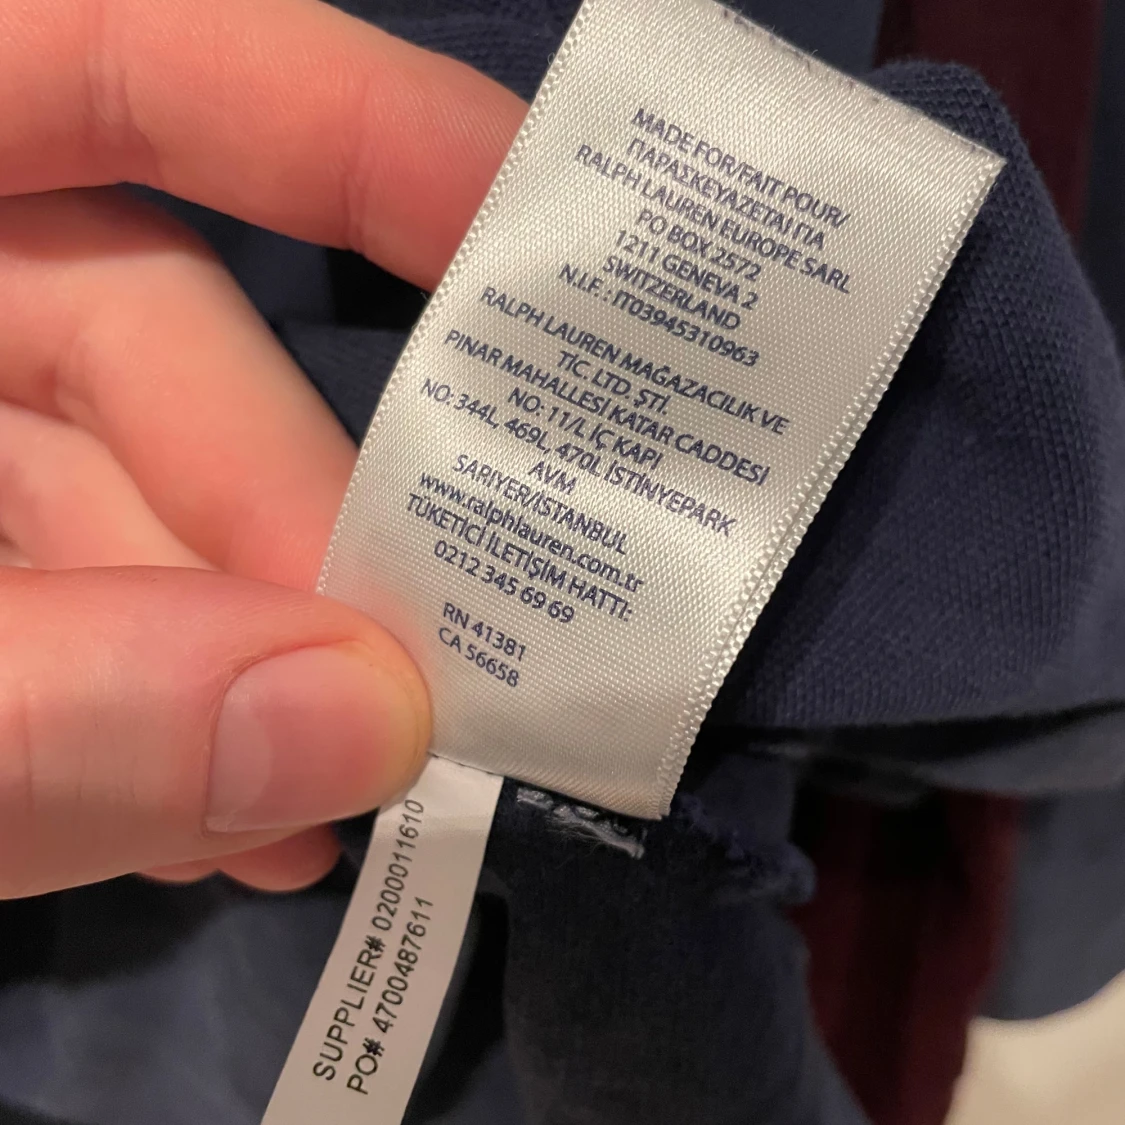 MADE FOR/FAIT POUR/
ΠΑΡΑΣΚΕΥΑΖΕΤΑΙ ΓΙΑ
RALPH LAUREN EUROPE SARL
PO BOX 2572
1211 GENEVA 2
SWITZERLAND
N.I.F. : IT03945310963
RALPH LAUREN MAĞAZACILIK VE
TİC. LTD. ŞTİ.
PINAR MAHALLESİ KATAR CADDESİ
NO: 11/L İÇ KAPI
NO: 344L, 469L, 470L İSTİNYEPARK
AVM
SARIYER/İSTANBUL
www.ralphlauren.com.tr
TÜKETİCİ İLETİŞİM HATTI:
0212 345 69 69
RN 41381
CA 56658
SUPPLIER# 0200011610
PO# 4700487611